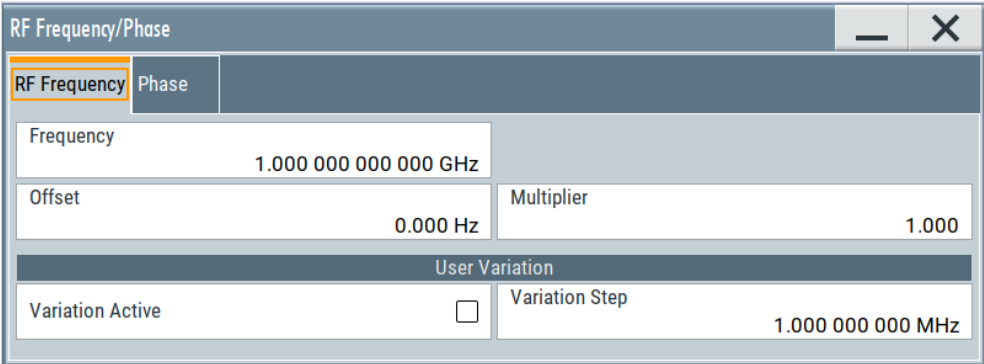 RF Frequency/Phase
RF Frequency Phase
Frequency
1.000 000 000 000 GHz
Offset
0.000 Hz
Multiplier
1.000
User Variation
Variation Active
Variation Step
1.000 000 000 MHz